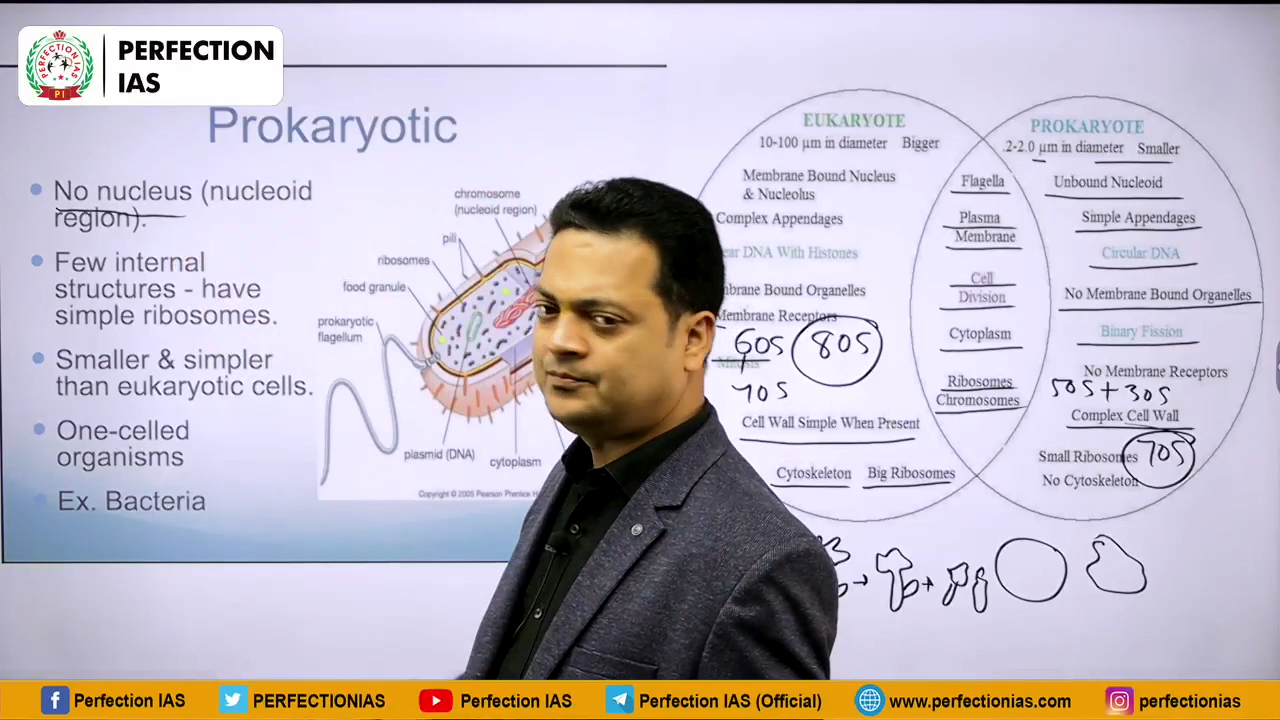 PERFECTION
IAS
PERFECTION IAS
PI
Prokaryotic
No nucleus (nucleoid
region).
Few internal
structures - have
simple ribosomes.
Smaller & simpler
than eukaryotic cells.
One-celled
organisms
Ex. Bacteria
chromosome
(nucleoid region)
pili
ribosomes
food granule
prokaryotic
flagellum
plasmid (DNA)
cytoplasm
Copyright © 2005 Pearson Prentice
EUKARYOTE
10-100 µm in diameter Bigger
Membrane Bound Nucleus
& Nucleolus
Complex Appendages
DNA With Histones
Bound Organelles
Membrane Receptors
60S 80S
Mitosis
40S
Cell Wall Simple When Present
Cytoskeleton Big Ribosomes
Flagella
Plasma
Membrane
Cell
Division
Cytoplasm
Ribosomes
Chromosomes
PROKARYOTE
.2-2.0 µm in diameter Smaller
Unbound Nucleoid
Simple Appendages
Circular DNA
No Membrane Bound Organelles
Binary Fission
No Membrane Receptors
50S + 30S
Complex Cell Wall
Small Ribosomes 70S
No Cytoskeleton
Perfection IAS
PERFECTIONIAS
Perfection IAS
Perfection IAS (Official)
www.perfectionias.com
perfectionias